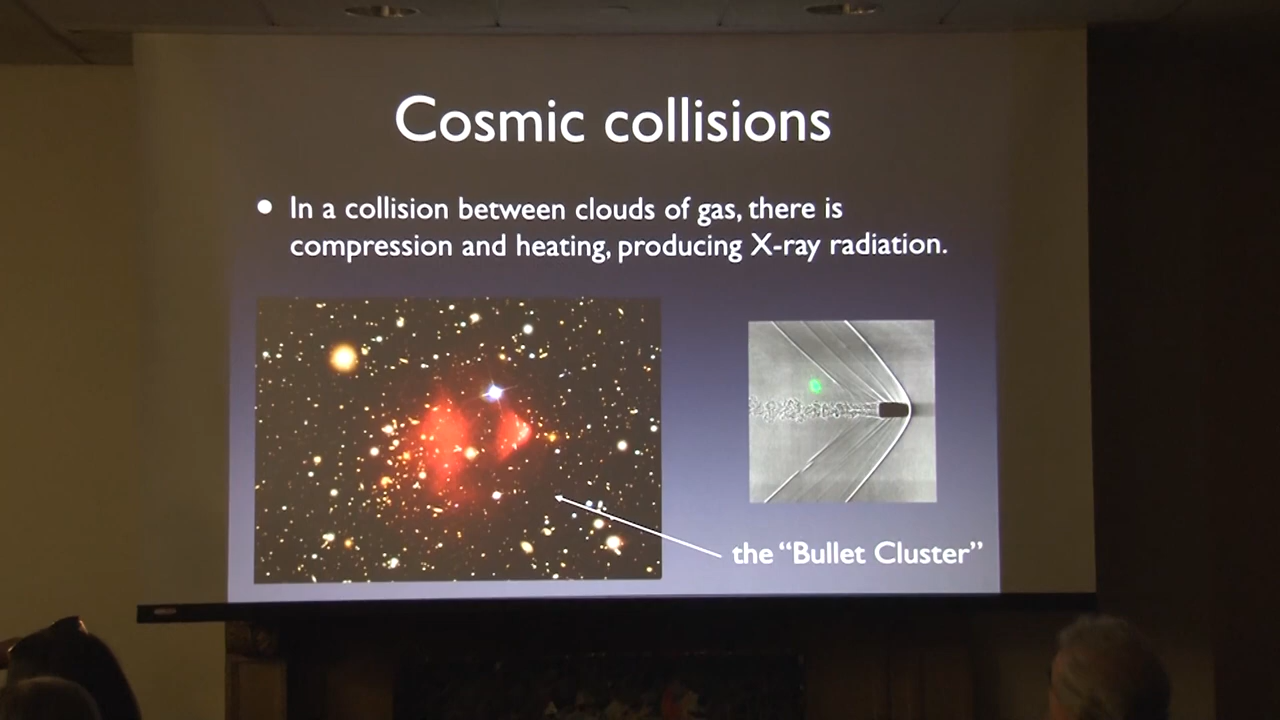 Cosmic collisions
• In a collision between clouds of gas, there is
compression and heating, producing X-ray radiation.
the “Bullet Cluster”